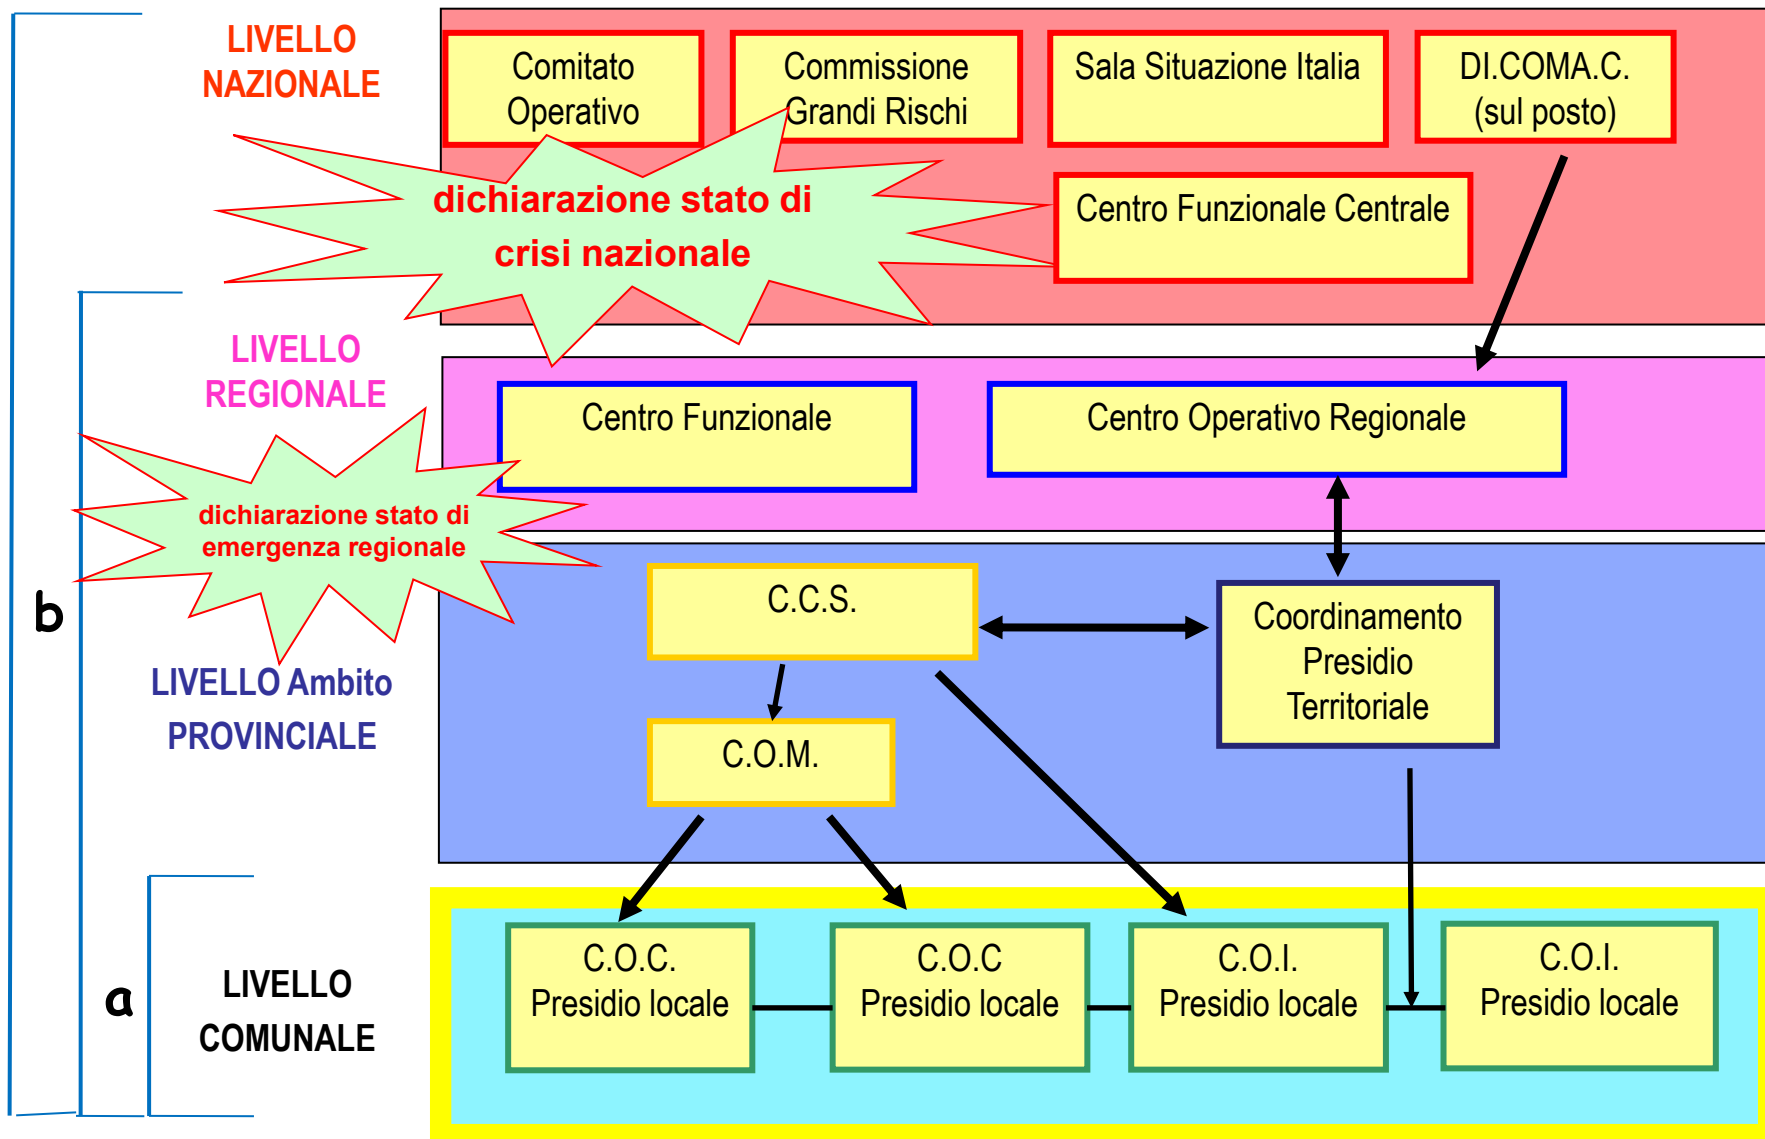 LIVELLO
NAZIONALE
Comitato
Operativo
Commissione
Grandi Rischi
Sala Situazione Italia
DI.COMA.C.
(sul posto)
dichiarazione stato di
crisi nazionale
Centro Funzionale Centrale
LIVELLO
REGIONALE
Centro Funzionale
Centro Operativo Regionale
dichiarazione stato di
emergenza regionale
b
LIVELLO Ambito
PROVINCIALE
C.C.S.
Coordinamento
Presidio
Territoriale
C.O.M.
a
LIVELLO
COMUNALE
C.O.C.
Presidio locale
C.O.C
Presidio locale
C.O.I.
Presidio locale
C.O.I.
Presidio locale